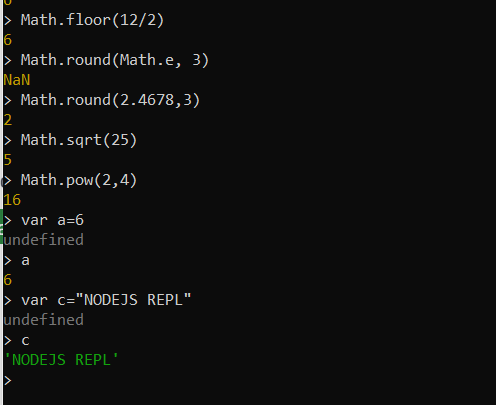 > Math.floor(12/2)
6
> Math.round(Math.e, 3)
NaN
> Math.round(2.4678,3)
2
> Math.sqrt(25)
5
> Math.pow(2,4)
16
> var a=6
undefined
> a
6
> var c="NODEJS REPL"
undefined
> c
'NODEJS REPL'
>